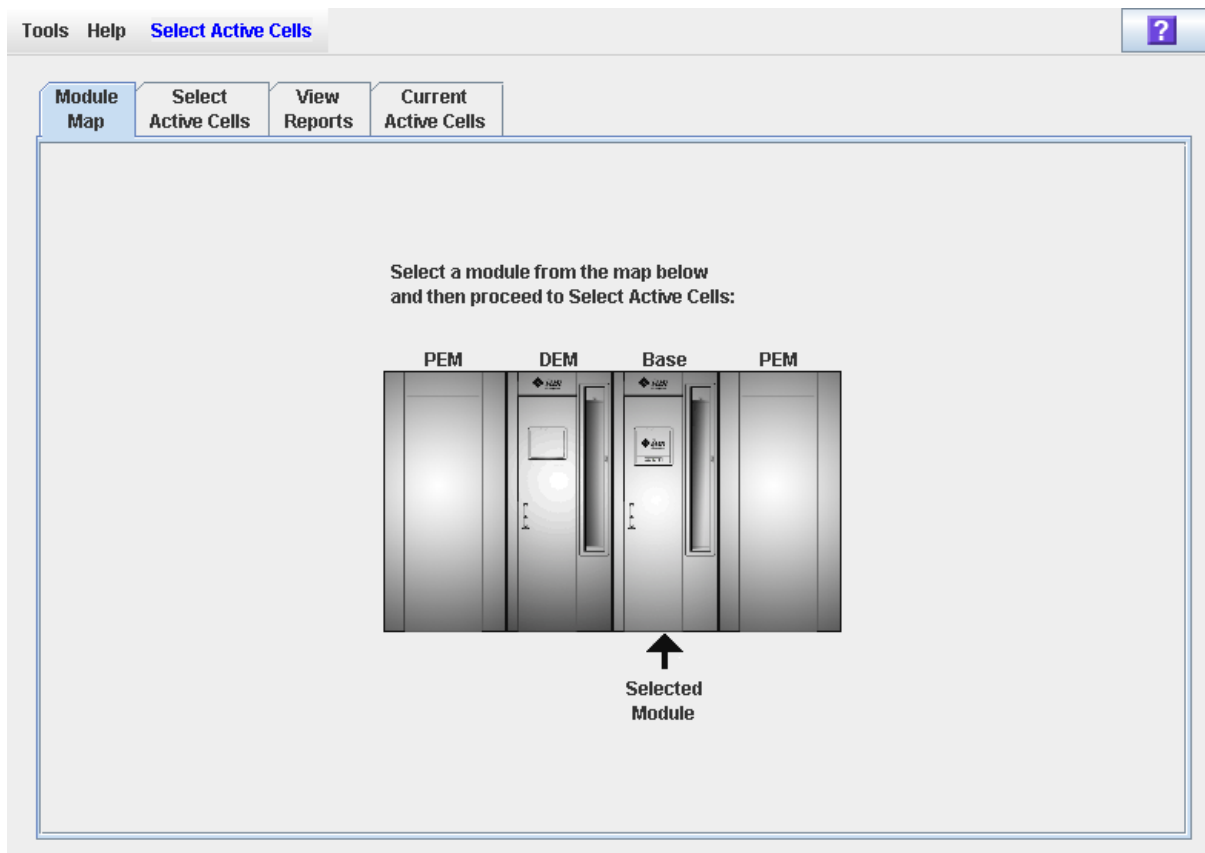 Tools Help Select Active Cells ?
Module Map
Select Active Cells
View Reports
Current Active Cells
Select a module from the map below
and then proceed to Select Active Cells:
PEM DEM Base PEM
Selected
Module